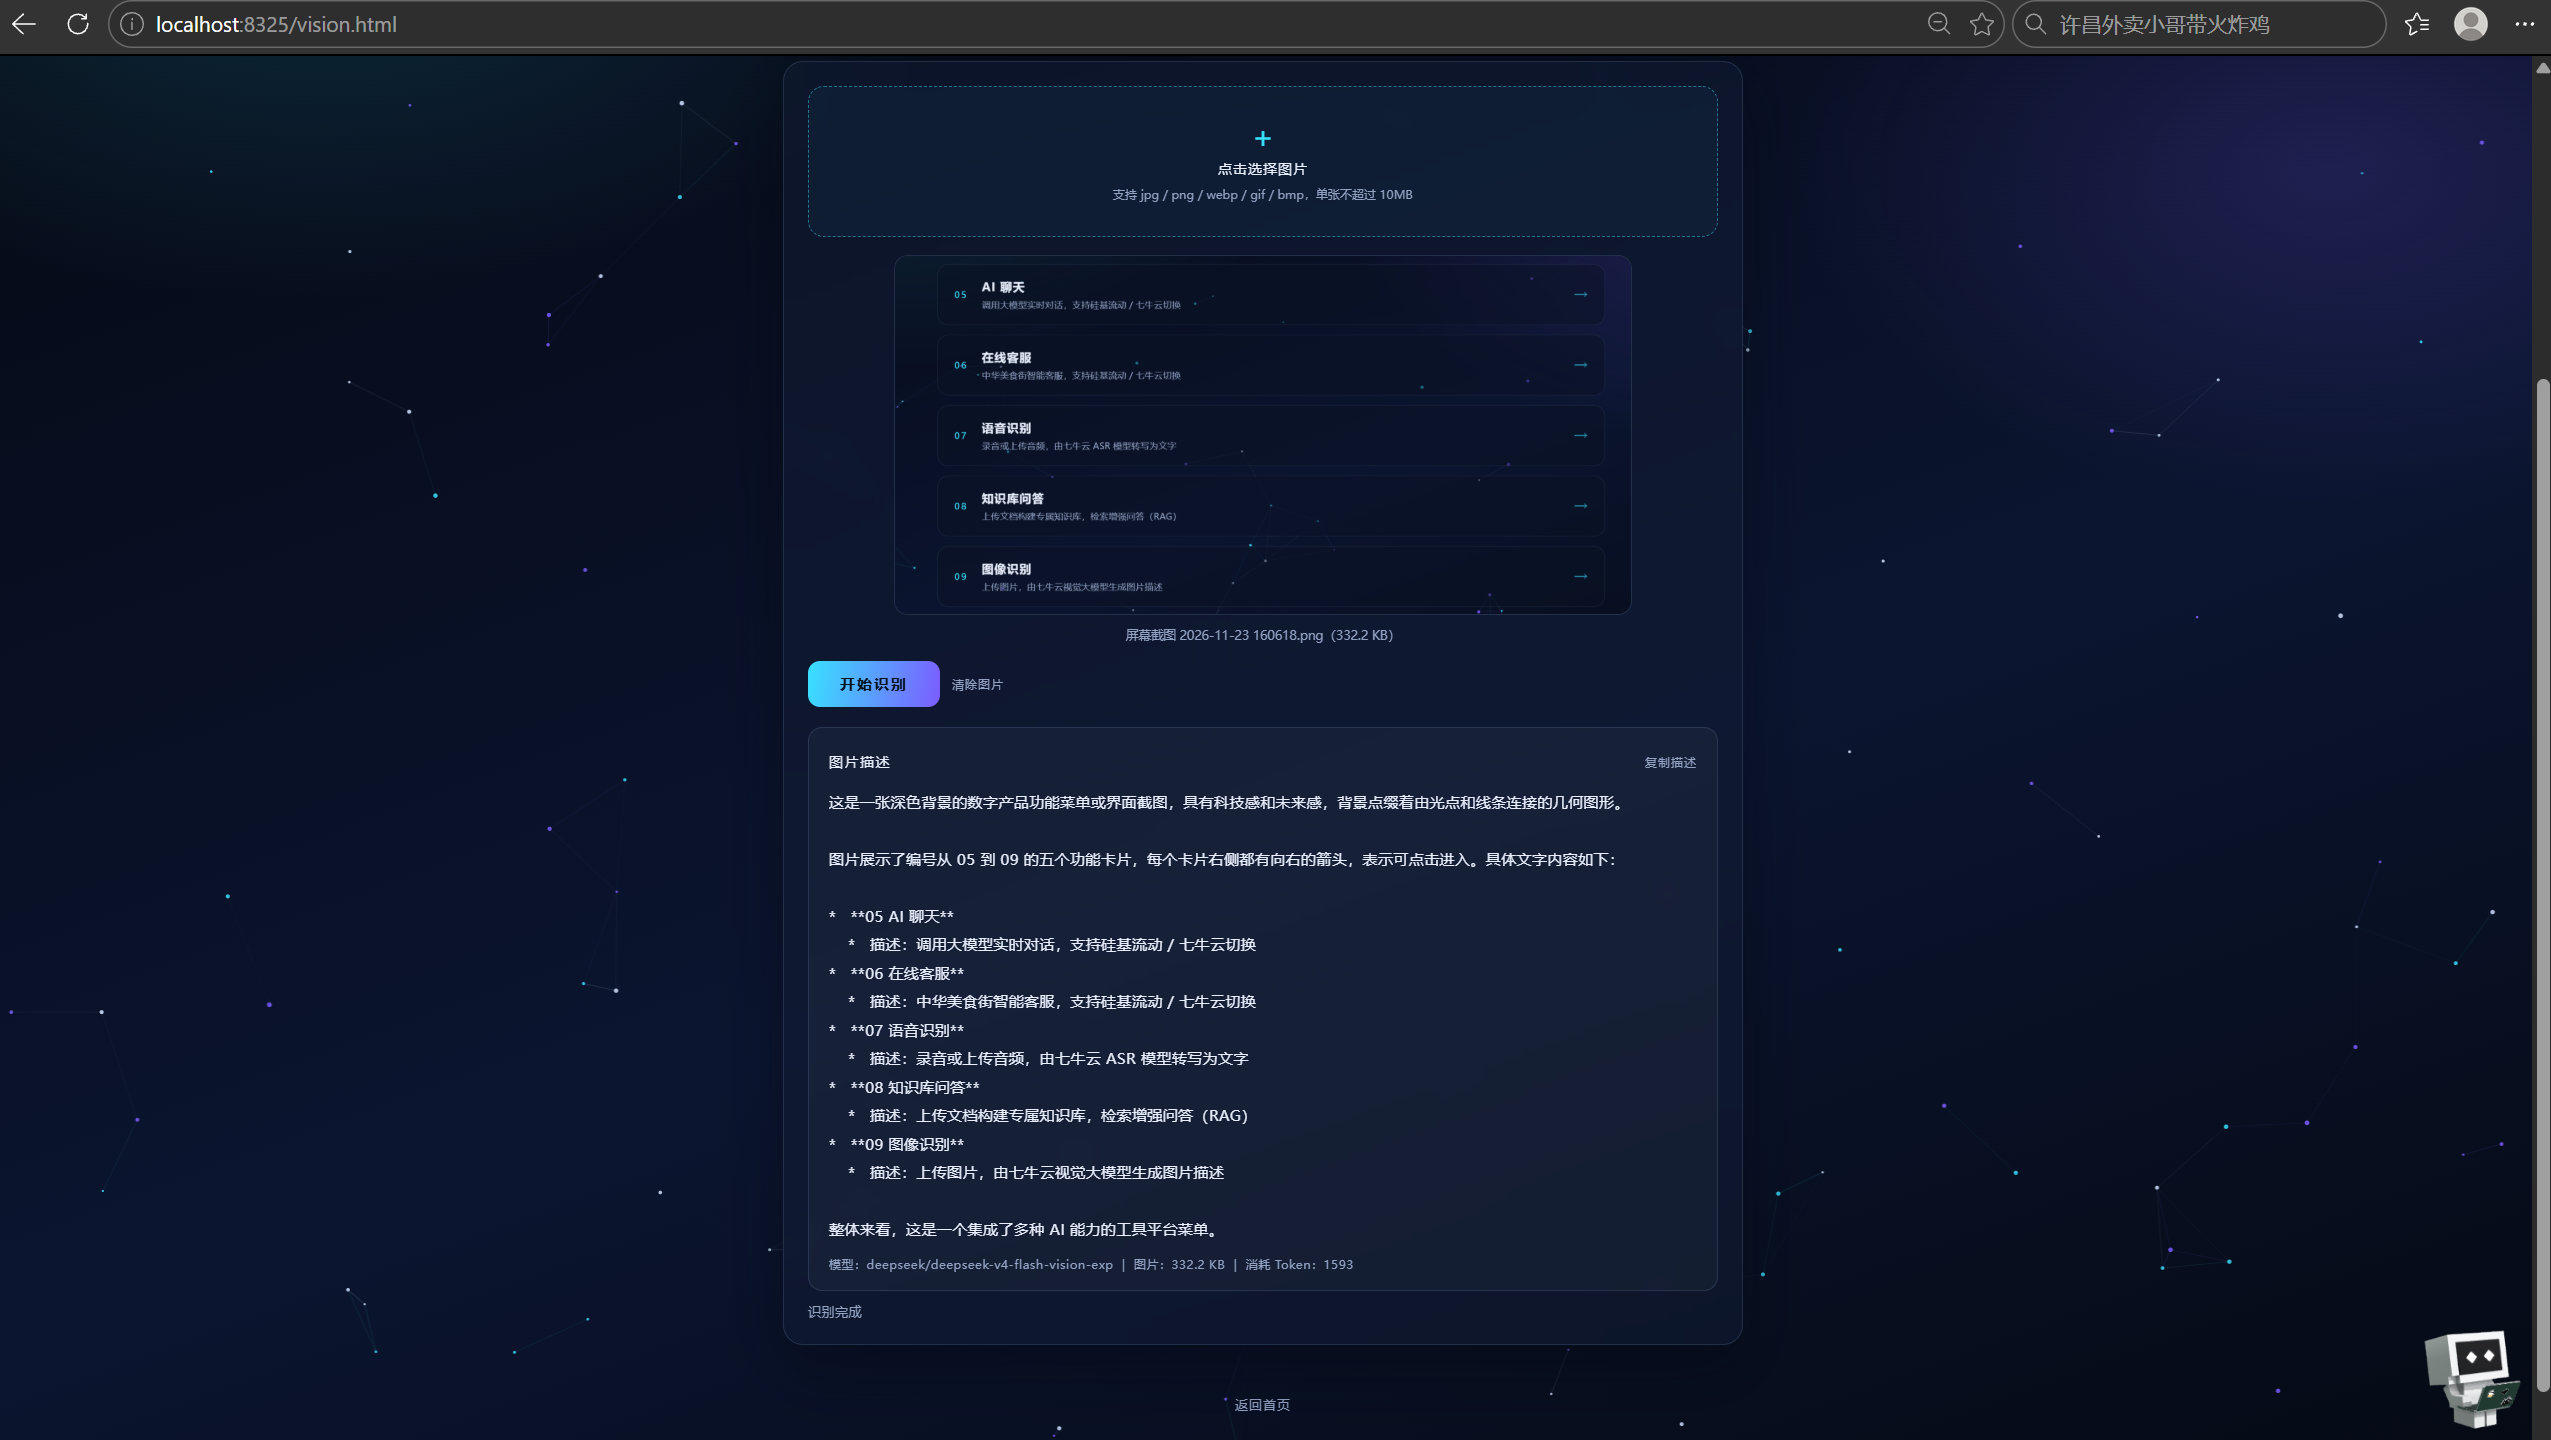 localhost:8325/vision.html
许昌外卖小哥带火炸鸡
+
点击选择图片
支持 jpg / png / webp / gif / bmp，单张不超过 10MB
05
AI 聊天
调用大模型实时对话，支持硅基流动 / 七牛云切换
→
06
在线客服
中华美食街智能客服，支持硅基流动 / 七牛云切换
→
07
语音识别
录音或上传音频，由七牛云 ASR 模型转写为文字
→
08
知识库问答
上传文档构建专属知识库，检索增强问答（RAG）
→
09
图像识别
上传图片，由七牛云视觉大模型生成图片描述
→
屏幕截图 2026-11-23 160618.png（332.2 KB）
开始识别
清除图片
图片描述
复制描述
这是一张深色背景的数字产品功能菜单或界面截图，具有科技感和未来感，背景点缀着由光点和线条连接的几何图形。
图片展示了编号从 05 到 09 的五个功能卡片，每个卡片右侧都有向右的箭头，表示可点击进入。具体文字内容如下：
* **05 AI 聊天**
* 描述：调用大模型实时对话，支持硅基流动 / 七牛云切换
* **06 在线客服**
* 描述：中华美食街智能客服，支持硅基流动 / 七牛云切换
* **07 语音识别**
* 描述：录音或上传音频，由七牛云 ASR 模型转写为文字
* **08 知识库问答**
* 描述：上传文档构建专属知识库，检索增强问答（RAG）
* **09 图像识别**
* 描述：上传图片，由七牛云视觉大模型生成图片描述
整体来看，这是一个集成了多种 AI 能力的工具平台菜单。
模型：deepseek/deepseek-v4-flash-vision-exp | 图片：332.2 KB | 消耗 Token：1593
识别完成
返回首页